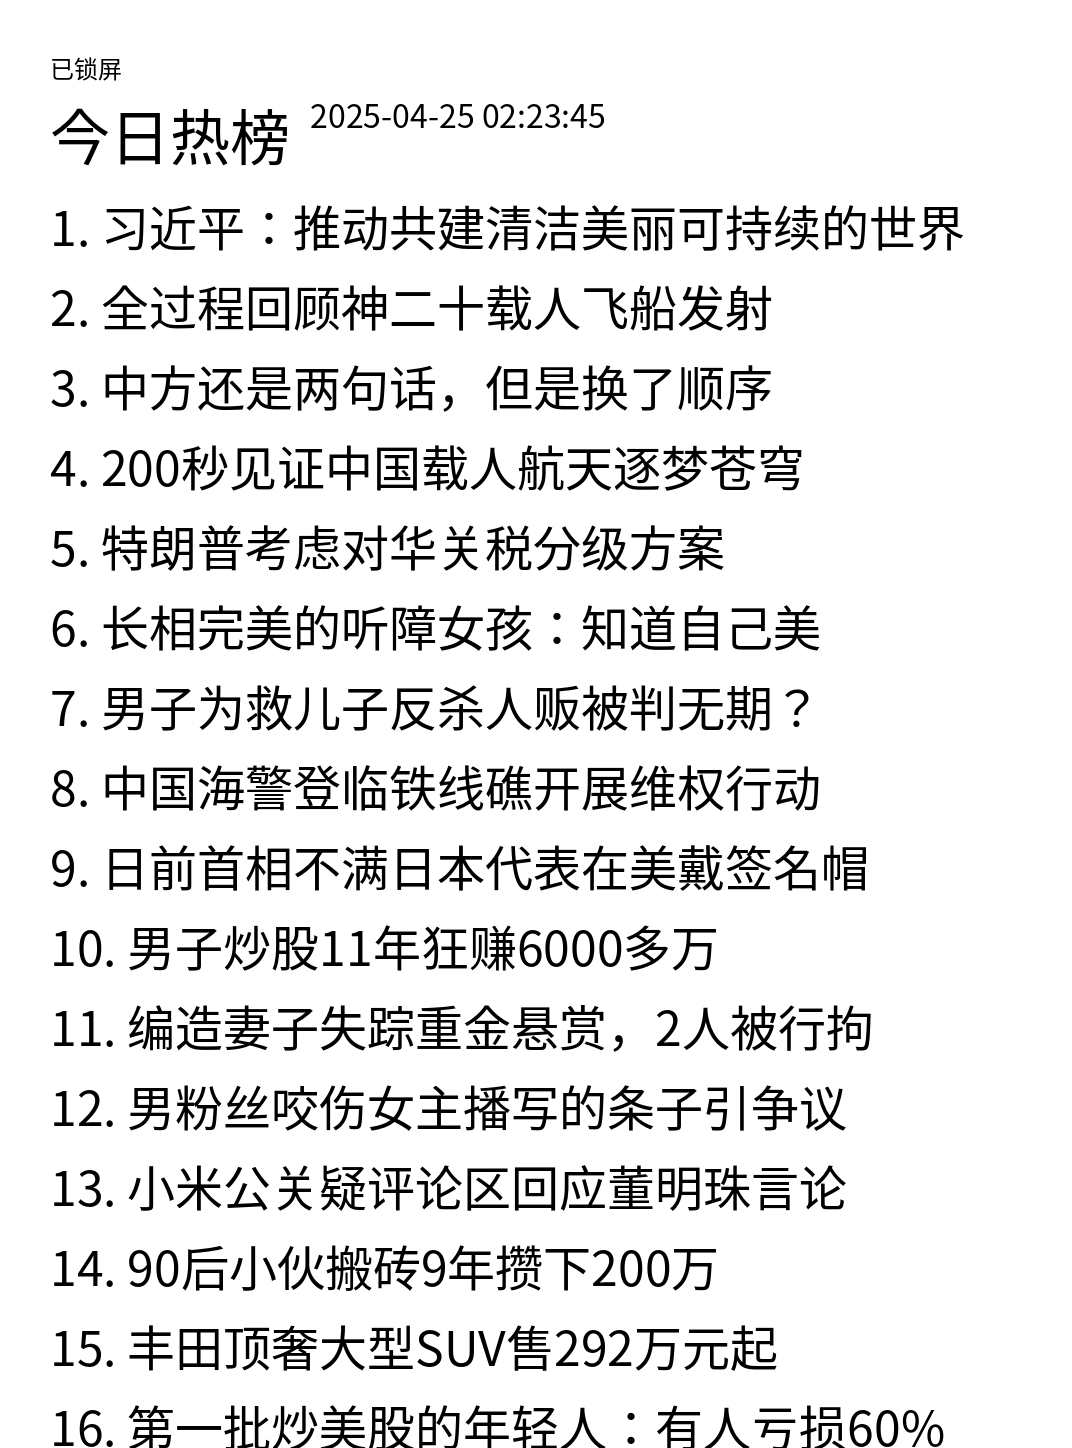 已锁屏
今日热榜 2025-04-25 02:23:45
1. 习近平：推动共建清洁美丽可持续的世界
2. 全过程回顾神二十载人飞船发射
3. 中方还是两句话，但是换了顺序
4. 200秒见证中国载人航天逐梦苍穹
5. 特朗普考虑对华关税分级方案
6. 长相完美的听障女孩：知道自己美
7. 男子为救儿子反杀人贩被判无期？
8. 中国海警登临铁线礁开展维权行动
9. 日前首相不满日本代表在美戴签名帽
10. 男子炒股11年狂赚6000多万
11. 编造妻子失踪重金悬赏，2人被行拘
12. 男粉丝咬伤女主播写的条子引争议
13. 小米公关疑评论区回应董明珠言论
14. 90后小伙搬砖9年攒下200万
15. 丰田顶奢大型SUV售292万元起
16. 第一批炒美股的年轻人：有人亏损60%